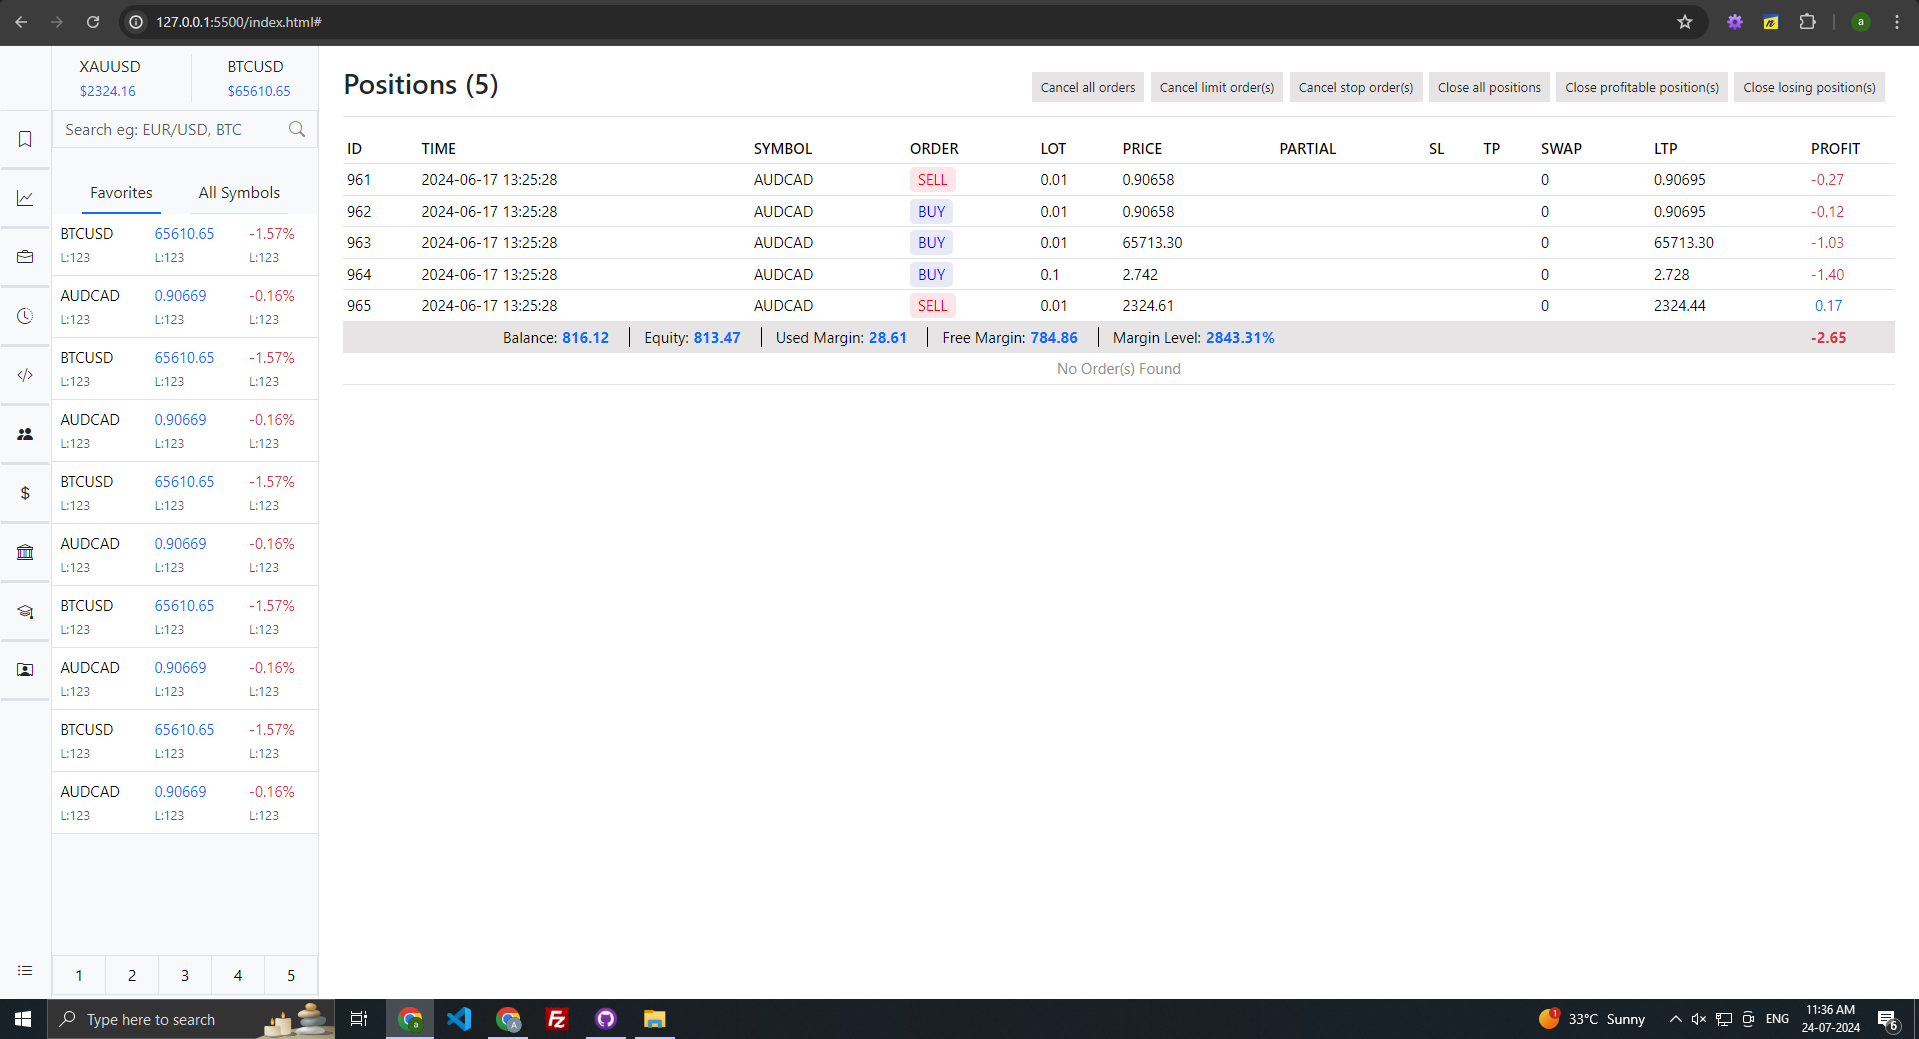 127.0.0.1:5500/index.html#
a
XAUUSD BTCUSD
$2324.16 $65610.65
Search eg: EUR/USD, BTC
Favorites All Symbols
BTCUSD 65610.65 -1.57%
L:123 L:123 L:123
AUDCAD 0.90669 -0.16%
L:123 L:123 L:123
BTCUSD 65610.65 -1.57%
L:123 L:123 L:123
AUDCAD 0.90669 -0.16%
L:123 L:123 L:123
BTCUSD 65610.65 -1.57%
L:123 L:123 L:123
AUDCAD 0.90669 -0.16%
L:123 L:123 L:123
BTCUSD 65610.65 -1.57%
L:123 L:123 L:123
AUDCAD 0.90669 -0.16%
L:123 L:123 L:123
BTCUSD 65610.65 -1.57%
L:123 L:123 L:123
AUDCAD 0.90669 -0.16%
L:123 L:123 L:123
1 2 3 4 5
Positions (5)
Cancel all orders Cancel limit order(s) Cancel stop order(s) Close all positions Close profitable position(s) Close losing position(s)
ID TIME SYMBOL ORDER LOT PRICE PARTIAL SL TP SWAP LTP PROFIT
961 2024-06-17 13:25:28 AUDCAD SELL 0.01 0.90658 0 0.90695 -0.27
962 2024-06-17 13:25:28 AUDCAD BUY 0.01 0.90658 0 0.90695 -0.12
963 2024-06-17 13:25:28 AUDCAD BUY 0.01 65713.30 0 65713.30 -1.03
964 2024-06-17 13:25:28 AUDCAD BUY 0.1 2.742 0 2.728 -1.40
965 2024-06-17 13:25:28 AUDCAD SELL 0.01 2324.61 0 2324.44 0.17
Balance: 816.12 Equity: 813.47 Used Margin: 28.61 Free Margin: 784.86 Margin Level: 2843.31% -2.65
No Order(s) Found
Type here to search
33°C Sunny
ENG
11:36 AM
24-07-2024
6